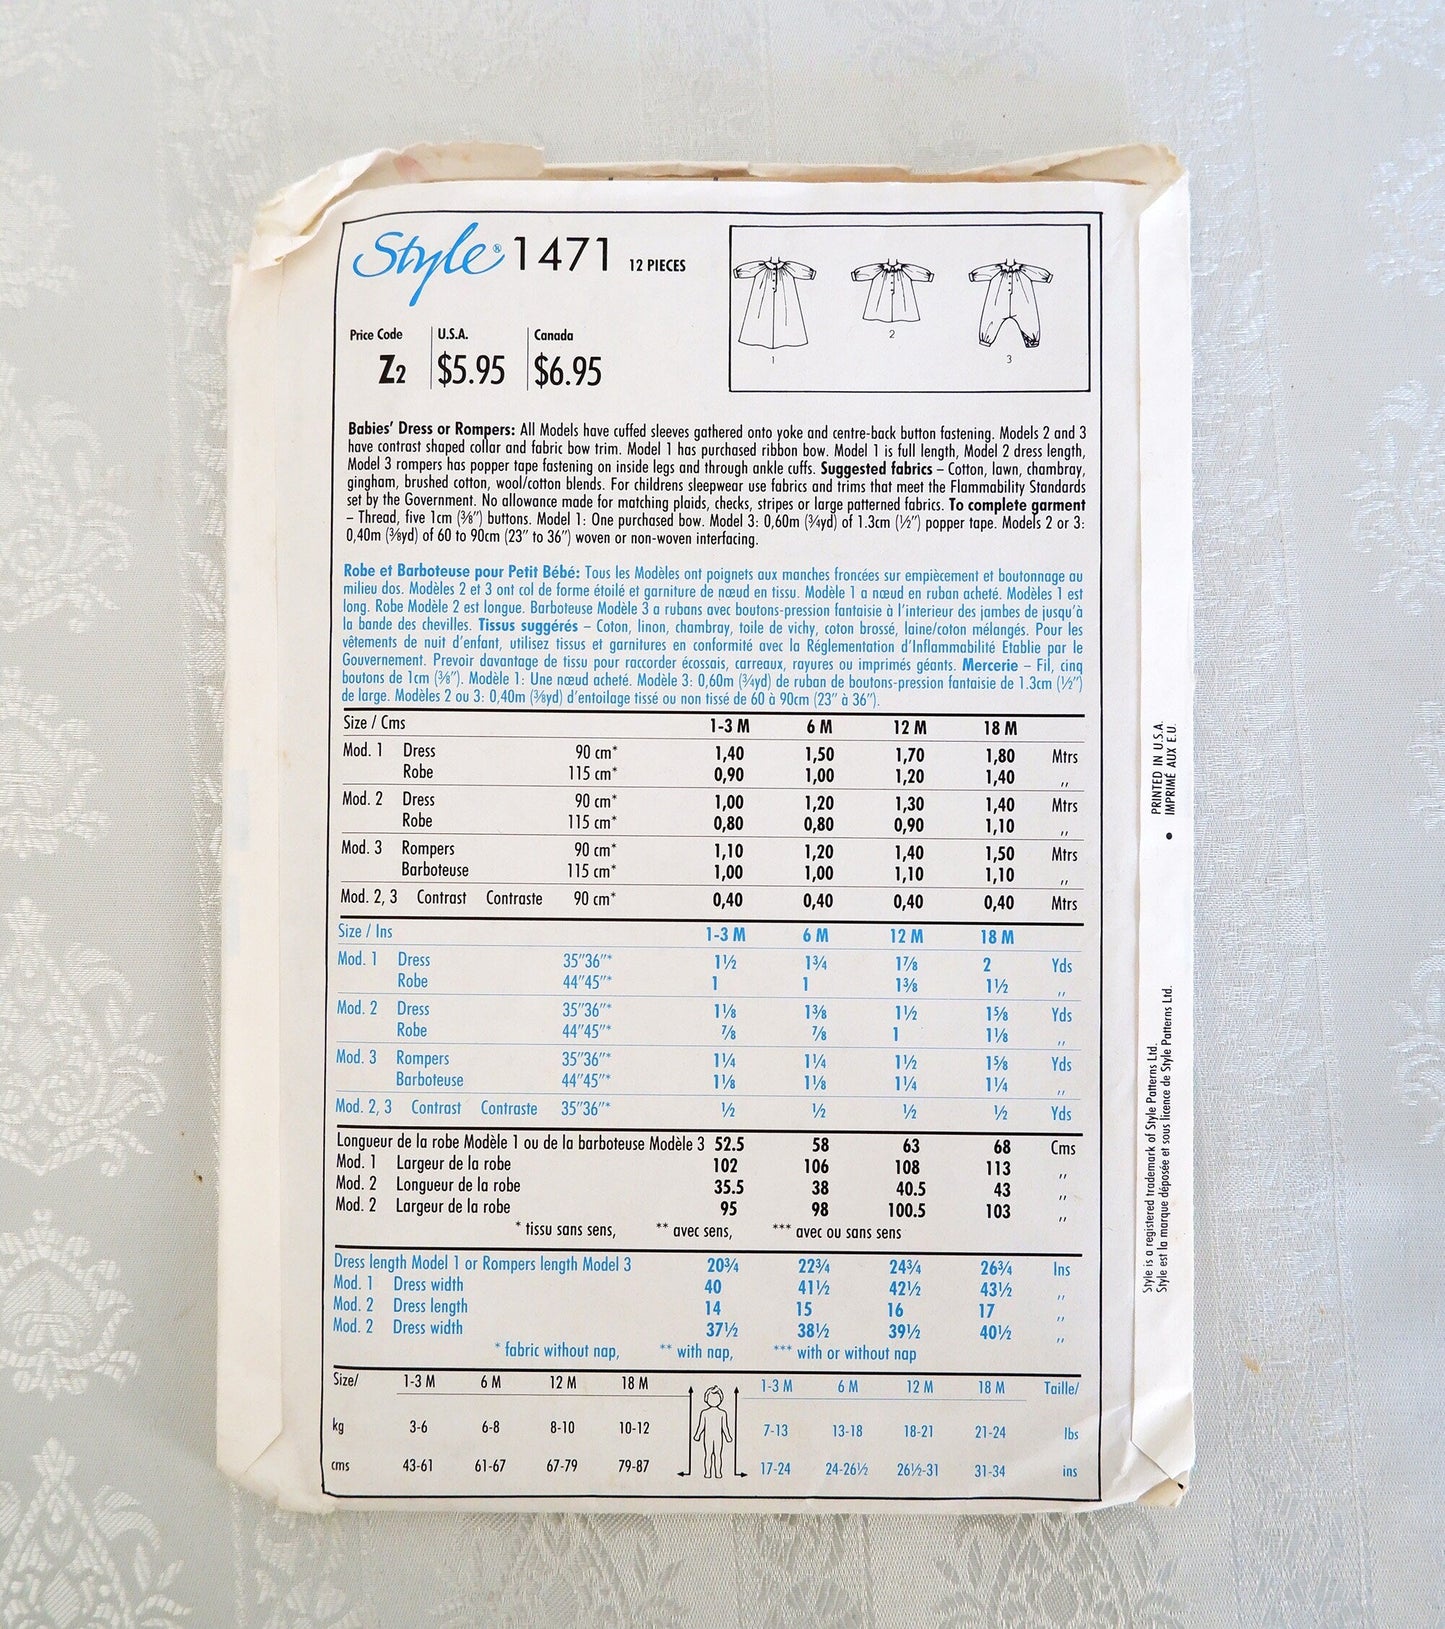 Style® 1471 12 PIECES
Price Code U.S.A. Canada
Z2 $5.95 $6.95
1 2 3
Babies' Dress or Rompers: All Models have cuffed sleeves gathered onto yoke and centre-back button fastening. Models 2 and 3
have contrast shaped collar and fabric bow trim. Model 1 has purchased ribbon bow. Model 1 is full length, Model 2 dress length,
Model 3 rompers has popper tape fastening on inside legs and through ankle cuffs. Suggested fabrics – Cotton, lawn, chambray,
gingham, brushed cotton, wool/cotton blends. For childrens sleepwear use fabrics and trims that meet the Flammability Standards
set by the Government. No allowance made for matching plaids, checks, stripes or large patterned fabrics. To complete garment
– Thread, five 1cm (⅜") buttons. Model 1: One purchased bow. Model 3: 0,60m (¾yd) of 1.3cm (½") popper tape. Models 2 or 3:
0,40m (⅜yd) of 60 to 90cm (23" to 36") woven or non-woven interfacing.
Robe et Barboteuse pour Petit Bébé: Tous les Modèles ont poignets aux manches froncées sur empiècement et boutonnage au
milieu dos. Modèles 2 et 3 ont col de forme étoilé et garniture de nœud en tissu. Modèle 1 a nœud en ruban acheté. Modèles 1 est
long. Robe Modèle 2 est longue. Barboteuse Modèle 3 a rubans avec boutons-pression fantaisie à l'interieur des jambes de jusqu'à
la bande des chevilles. Tissus suggérés – Coton, linon, chambray, toile de vichy, coton brossé, laine/coton mélangés. Pour les
vêtements de nuit d'enfant, utilisez tissus et garnitures en conformité avec la Réglementation d'Inflammabilité Etablie par le
Gouvernement. Prevoir davantage de tissu pour raccorder écossais, carreaux, rayures ou imprimés géants. Mercerie – Fil, cinq
boutons de 1cm (⅜"). Modèle 1: Une nœud acheté. Modèle 3: 0,60m (¾yd) de ruban de boutons-pression fantaisie de 1.3cm (½")
de large. Modèles 2 ou 3: 0,40m (⅜yd) d'entoilage tissé ou non tissé de 60 à 90cm (23" à 36").
Size / Cms 1-3 M 6 M 12 M 18 M
Mod. 1 Dress 90 cm* 1,40 1,50 1,70 1,80 Mtrs
Robe 115 cm* 0,90 1,00 1,20 1,40 ,,
Mod. 2 Dress 90 cm* 1,00 1,20 1,30 1,40 Mtrs
Robe 115 cm* 0,80 0,80 0,90 1,10 ,,
Mod. 3 Rompers 90 cm* 1,10 1,20 1,40 1,50 Mtrs
Barboteuse 115 cm* 1,00 1,00 1,10 1,10 ,,
Mod. 2, 3 Contrast Contraste 90 cm* 0,40 0,40 0,40 0,40 Mtrs
Size / Ins 1-3 M 6 M 12 M 18 M
Mod. 1 Dress 35"36"* 1½ 1¾ 1⅞ 2 Yds
Robe 44"45"* 1 1 1⅜ 1½ ,,
Mod. 2 Dress 35"36"* 1⅛ 1⅜ 1½ 1⅝ Yds
Robe 44"45"* ⅞ ⅞ 1 1⅛ ,,
Mod. 3 Rompers 35"36"* 1¼ 1¼ 1½ 1⅝ Yds
Barboteuse 44"45"* 1⅛ 1⅛ 1¼ 1¼ ,,
Mod. 2, 3 Contrast Contraste 35"36"* ½ ½ ½ ½ Yds
Longueur de la robe Modèle 1 ou de la barboteuse Modèle 3 52.5 58 63 68 Cms
Mod. 1 Largeur de la robe 102 106 108 113 ,,
Mod. 2 Longueur de la robe 35.5 38 40.5 43 ,,
Mod. 2 Largeur de la robe 95 98 100.5 103 ,,
* tissu sans sens, ** avec sens, *** avec ou sans sens
Dress length Model 1 or Rompers length Model 3 20¾ 22¾ 24¾ 26¾ Ins
Mod. 1 Dress width 40 41½ 42½ 43½ ,,
Mod. 2 Dress length 14 15 16 17 ,,
Mod. 2 Dress width 37½ 38½ 39½ 40½ ,,
* fabric without nap, ** with nap, *** with or without nap
Size/ 1-3 M 6 M 12 M 18 M 1-3 M 6 M 12 M 18 M Taille/
kg 3-6 6-8 8-10 10-12 7-13 13-18 18-21 21-24 lbs
cms 43-61 61-67 67-79 79-87 17-24 24-26½ 26½-31 31-34 ins
Style is a registered trademark of Style Patterns Ltd. • PRINTED IN U.S.A.
Style est la marque déposée et sous licence de Style Patterns Ltd. IMPRIMÉ AUX E.U.